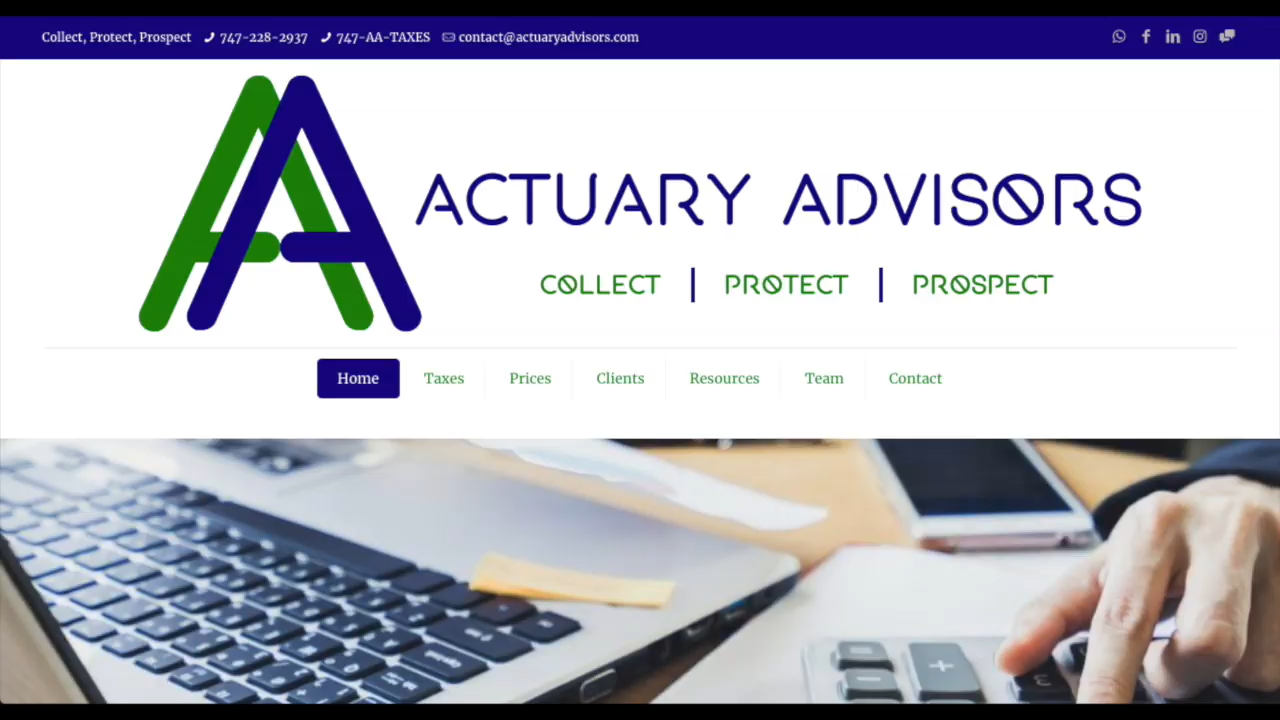 Collect, Protect, Prospect 747-228-2937 747-AA-TAXES contact@actuaryadvisors.com
AA
ACTUARY ADVISORS
COLLECT | PROTECT | PROSPECT
Home Taxes Prices Clients Resources Team Contact
+